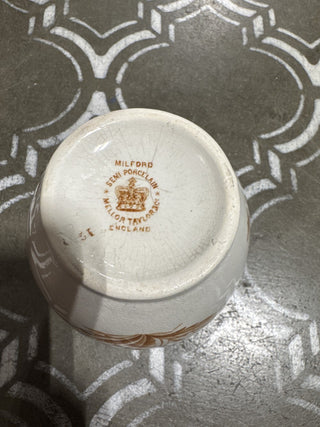 MILFORD
SEMI PORCELAIN
MELLOR TAYLOR & Co
ENGLAND